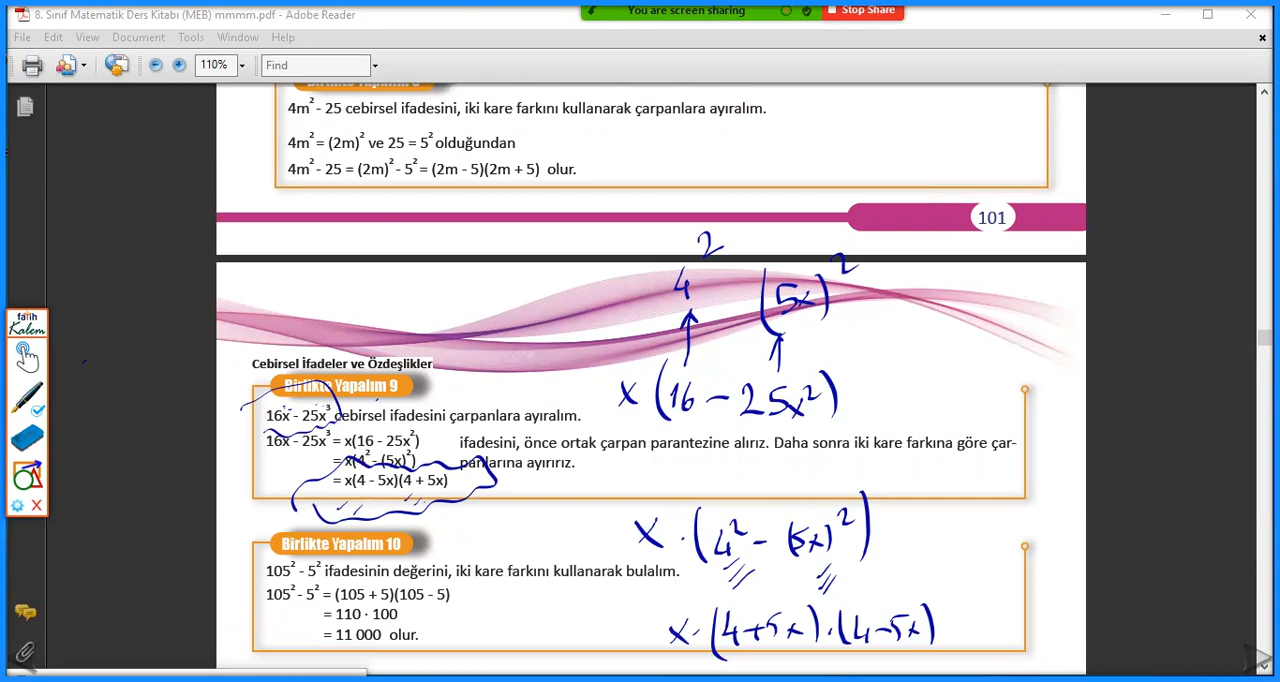 8. Sınıf Matematik Ders Kitabı (MEB) mmmm.pdf - Adobe Reader
You are screen sharing
Stop Share
File Edit View Document Tools Window Help
110% Find
4m² - 25 cebirsel ifadesini, iki kare farkını kullanarak çarpanlara ayıralım.
4m² = (2m)² ve 25 = 5² olduğundan
4m² - 25 = (2m)² - 5² = (2m - 5)(2m + 5) olur.
101
4² (5x)²
x(16 - 25x²)
fatih
Kalem
Cebirsel İfadeler ve Özdeşlikler
Birlikte Yapalım 9
16x - 25x³ cebirsel ifadesini çarpanlara ayıralım.
16x - 25x³ = x(16 - 25x²) ifadesini, önce ortak çarpan parantezine alırız. Daha sonra iki kare farkına göre çar-
= x(4² - (5x)²) panlarına ayırırız.
= x(4 - 5x)(4 + 5x)
x · (4² - (5x)²)
Birlikte Yapalım 10
105² - 5² ifadesinin değerini, iki kare farkını kullanarak bulalım.
105² - 5² = (105 + 5)(105 - 5)
= 110 · 100
= 11 000 olur.
x · (4+5x) · (4-5x)